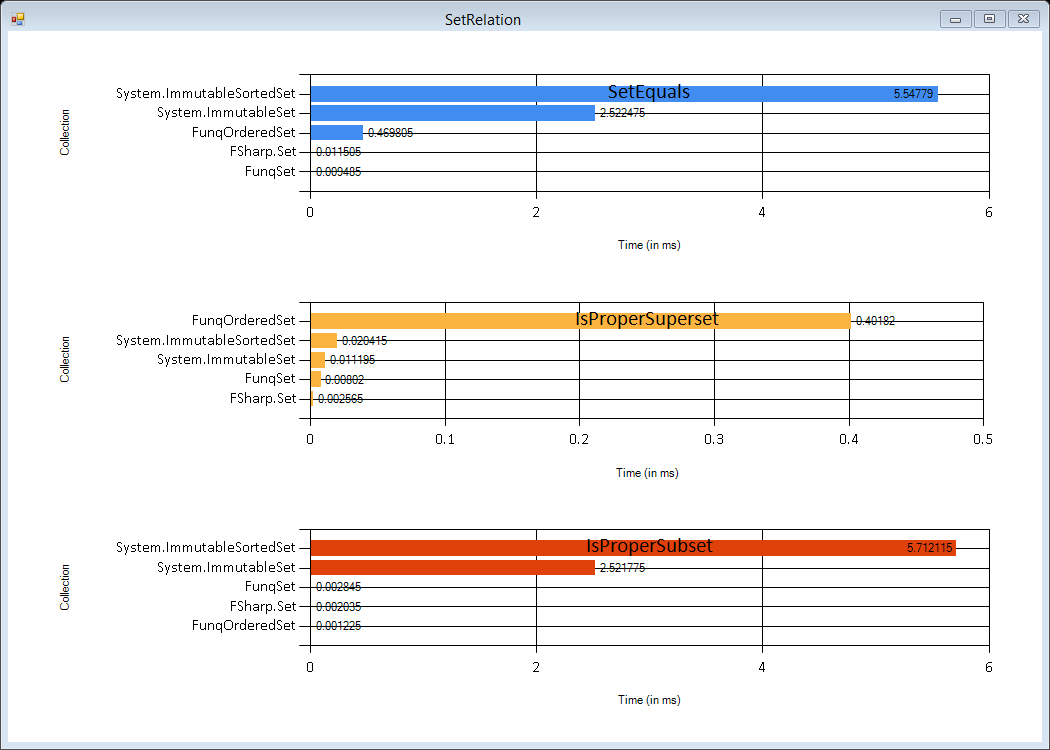 SetRelation
SetEquals
Collection
System.ImmutableSortedSet 5.54779
System.ImmutableSet 2.522475
FunqOrderedSet 0.469805
FSharp.Set 0.011505
FunqSet 0.009485
0 2 4 6
Time (in ms)
IsProperSuperset
Collection
FunqOrderedSet 0.40182
System.ImmutableSortedSet 0.020415
System.ImmutableSet 0.011195
FunqSet 0.00802
FSharp.Set 0.002565
0 0.1 0.2 0.3 0.4 0.5
Time (in ms)
IsProperSubset
Collection
System.ImmutableSortedSet 5.712115
System.ImmutableSet 2.521775
FunqSet 0.002845
FSharp.Set 0.002035
FunqOrderedSet 0.001225
0 2 4 6
Time (in ms)